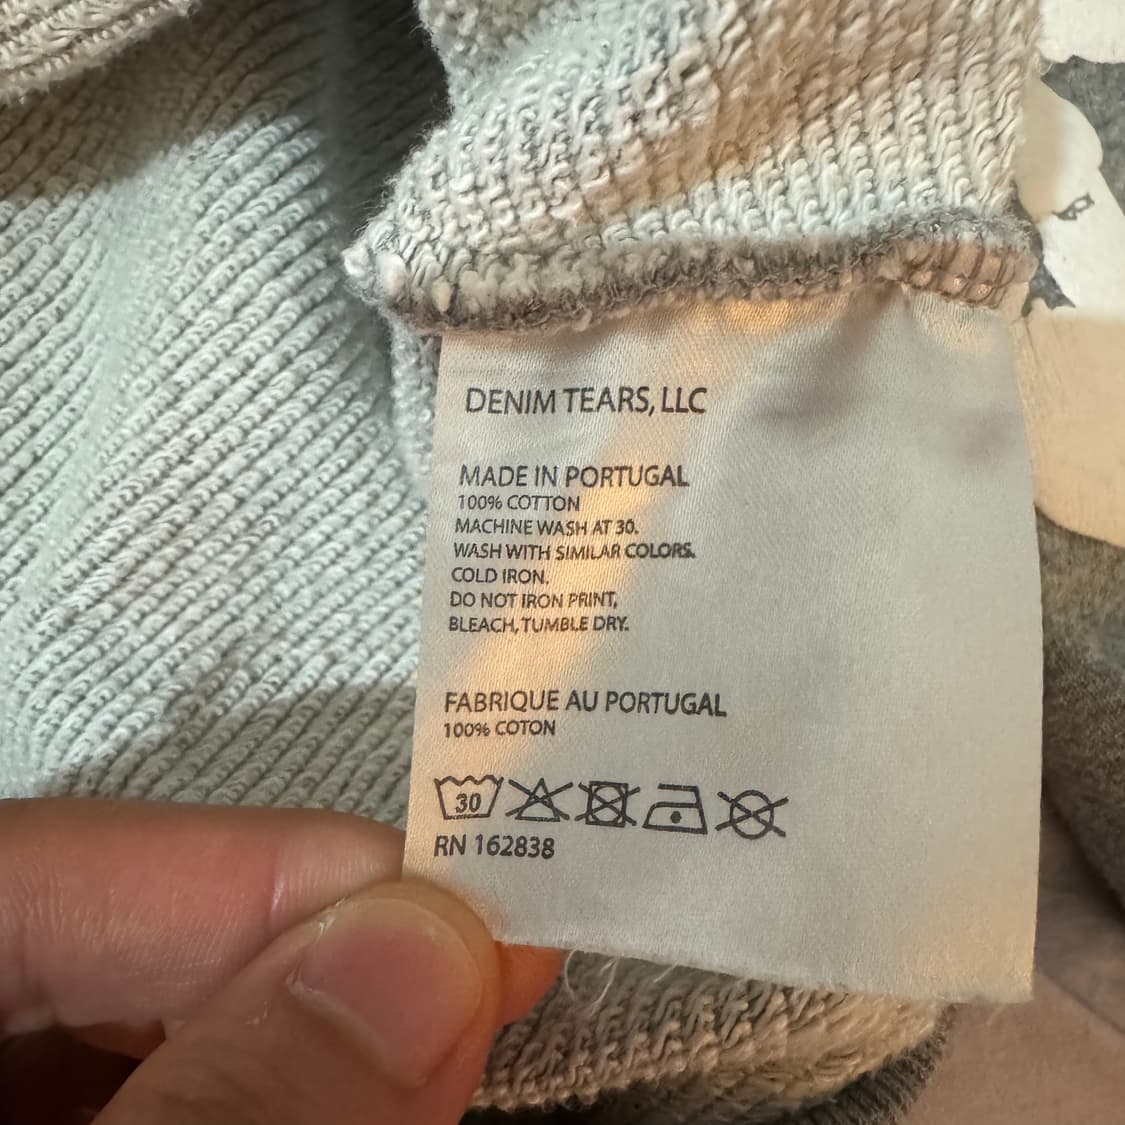 DENIM TEARS, LLC
MADE IN PORTUGAL
100% COTTON
MACHINE WASH AT 30.
WASH WITH SIMILAR COLORS.
COLD IRON.
DO NOT IRON PRINT,
BLEACH, TUMBLE DRY.
FABRIQUE AU PORTUGAL
100% COTON
30
RN 162838